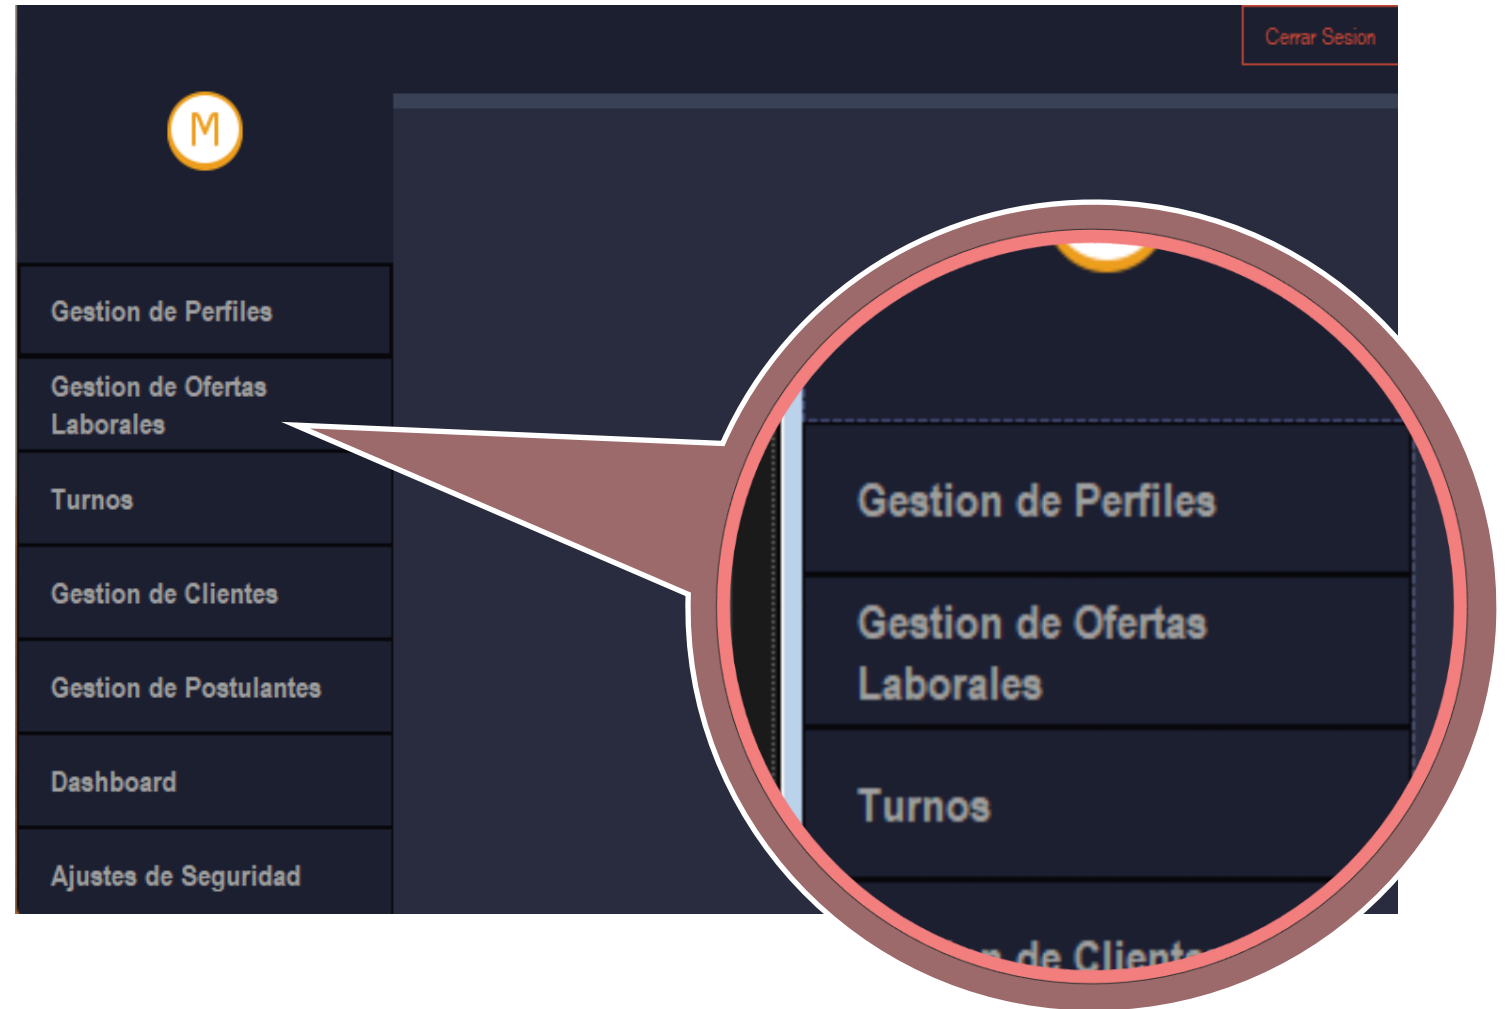 Cerrar Sesion
M
Gestion de Perfiles
Gestion de Ofertas
Laborales
Turnos
Gestion de Clientes
Gestion de Postulantes
Dashboard
Ajustes de Seguridad
Gestion de Perfiles
Gestion de Ofertas
Laborales
Turnos
de